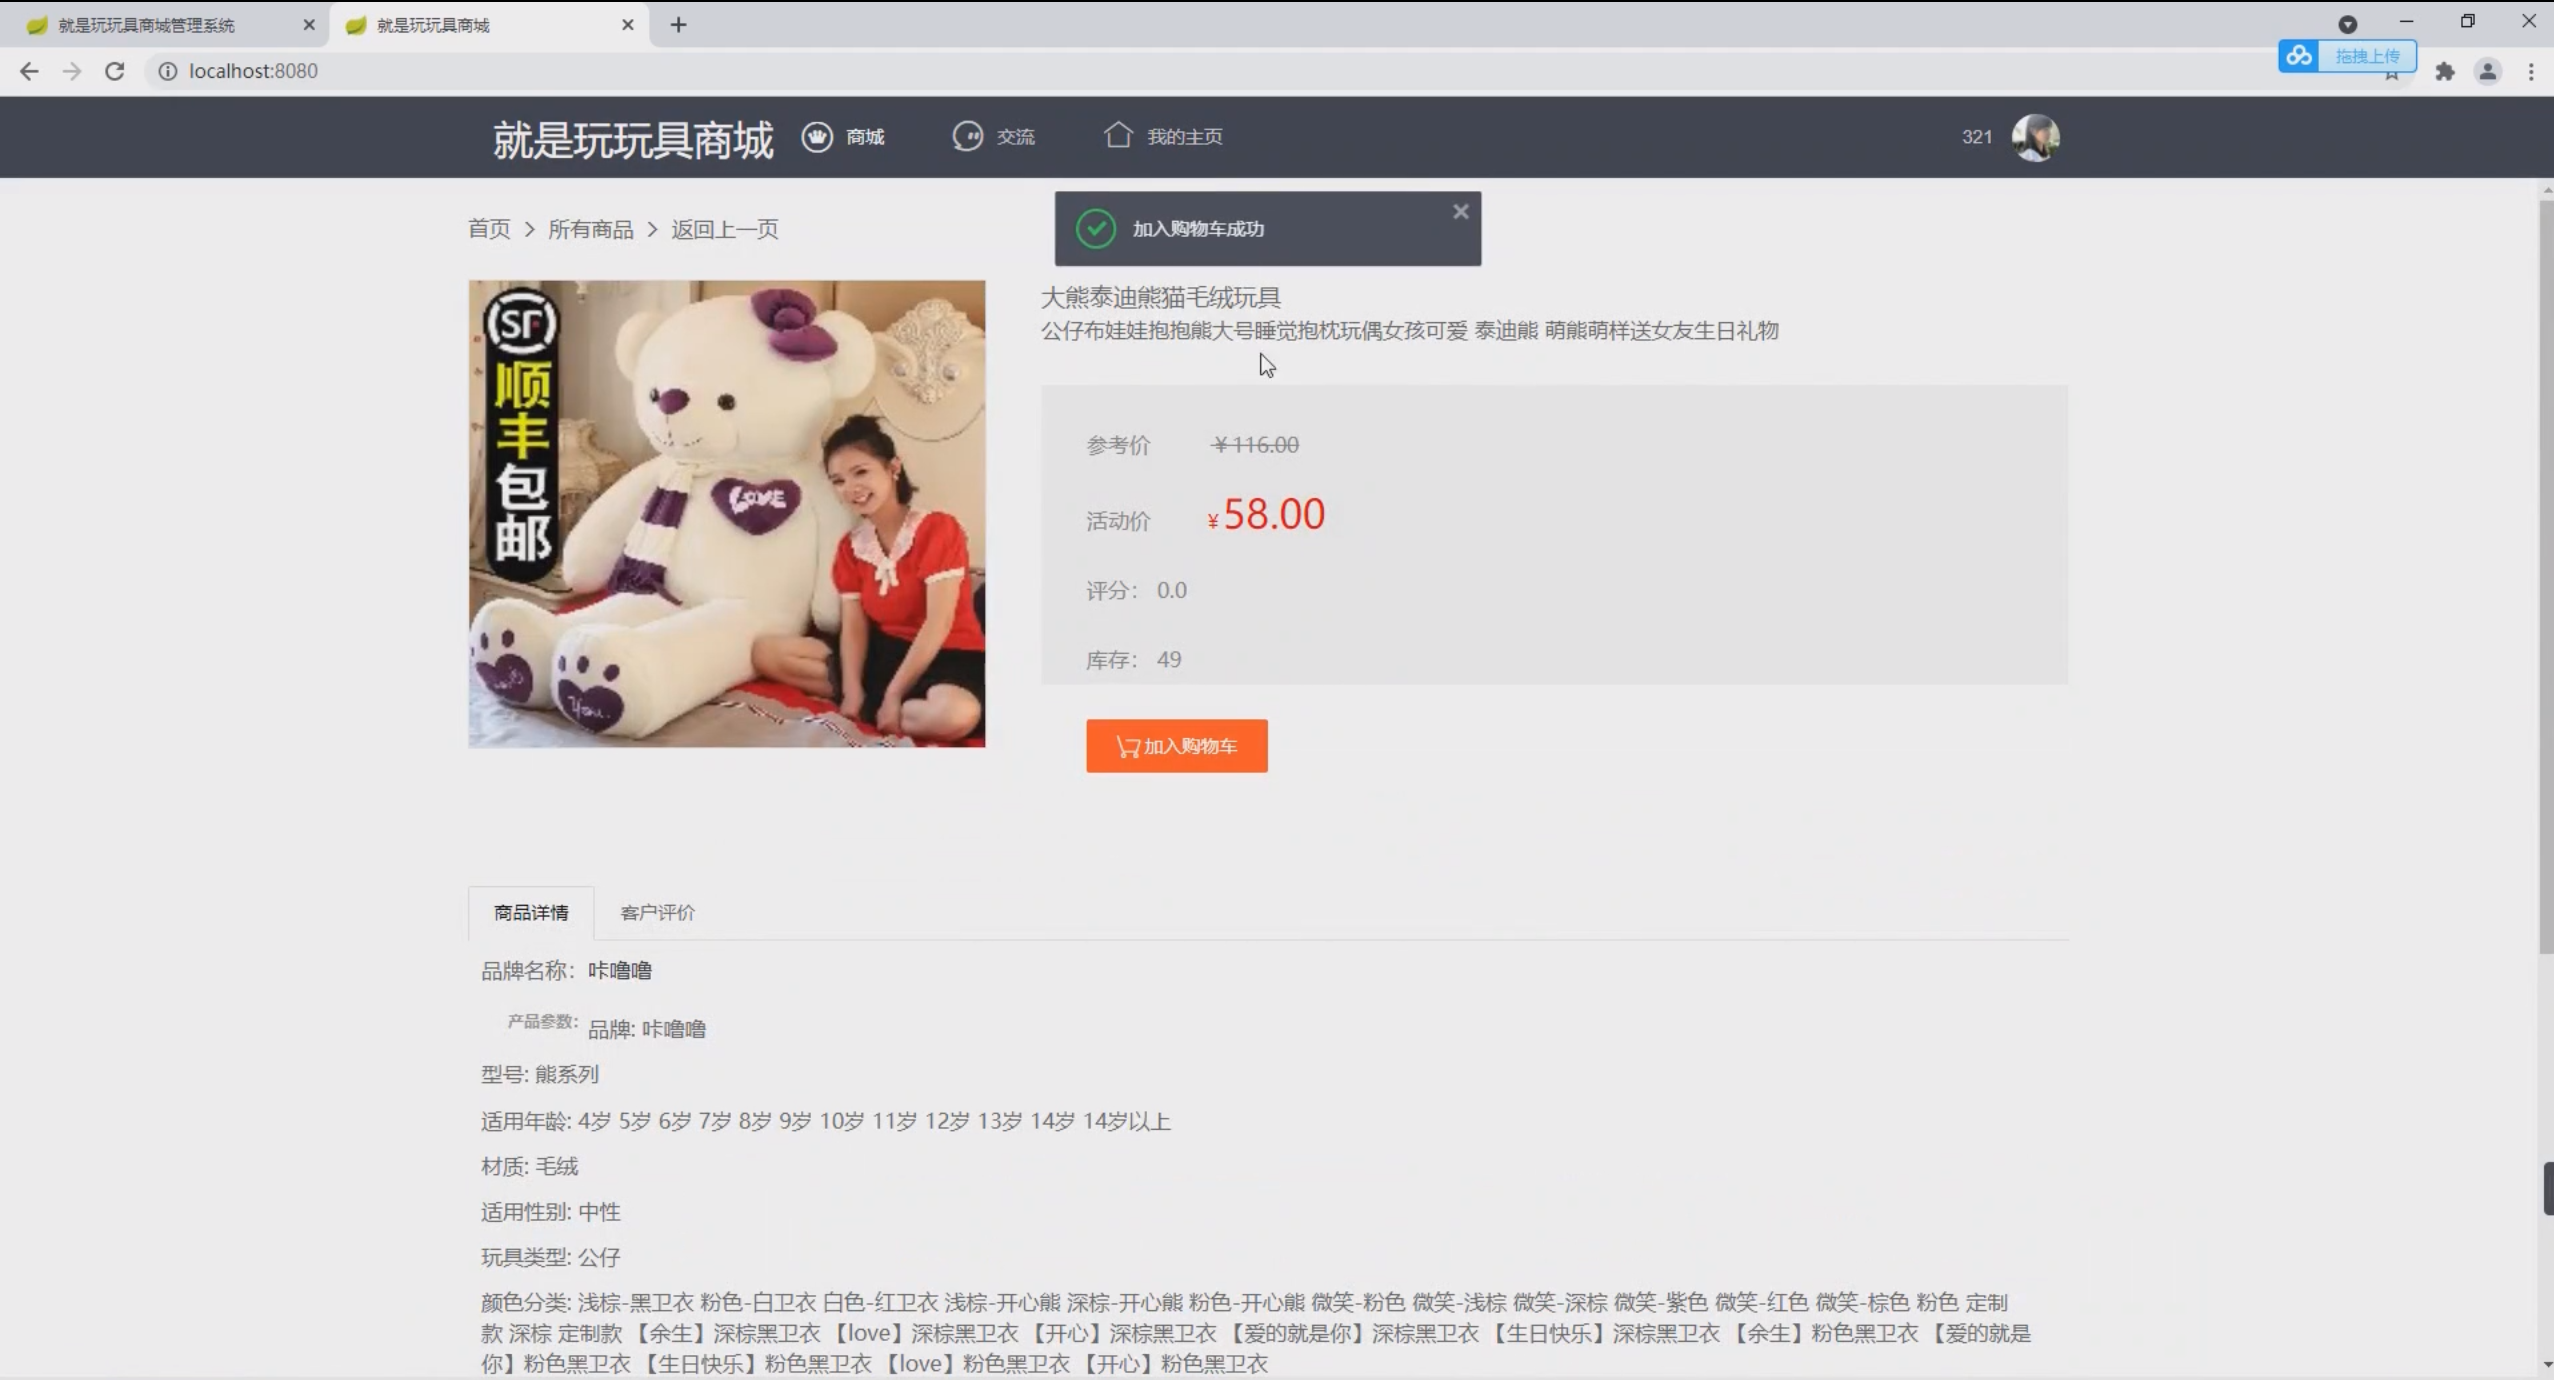 就是玩玩具商城管理系统
就是玩玩具商城
localhost:8080
拖拽上传
就是玩玩具商城
商城
交流
我的主页
321
首页 > 所有商品 > 返回上一页
加入购物车成功
SF
顺丰包邮
LOVE
You.
大熊泰迪熊猫毛绒玩具
公仔布娃娃抱抱熊大号睡觉抱枕玩偶女孩可爱 泰迪熊 萌熊萌样送女友生日礼物
参考价 ￥116.00
活动价 ¥58.00
评分： 0.0
库存： 49
加入购物车
商品详情
客户评价
品牌名称：咔噜噜
产品参数：
品牌: 咔噜噜
型号: 熊系列
适用年龄: 4岁 5岁 6岁 7岁 8岁 9岁 10岁 11岁 12岁 13岁 14岁 14岁以上
材质: 毛绒
适用性别: 中性
玩具类型: 公仔
颜色分类: 浅棕-黑卫衣 粉色-白卫衣 白色-红卫衣 浅棕-开心熊 深棕-开心熊 粉色-开心熊 微笑-粉色 微笑-浅棕 微笑-深棕 微笑-紫色 微笑-红色 微笑-棕色 粉色 定制
款 深棕 定制款 【余生】深棕黑卫衣 【love】深棕黑卫衣 【开心】深棕黑卫衣 【爱的就是你】深棕黑卫衣 【生日快乐】深棕黑卫衣 【余生】粉色黑卫衣 【爱的就是
你】粉色黑卫衣 【生日快乐】粉色黑卫衣 【love】粉色黑卫衣 【开心】粉色黑卫衣